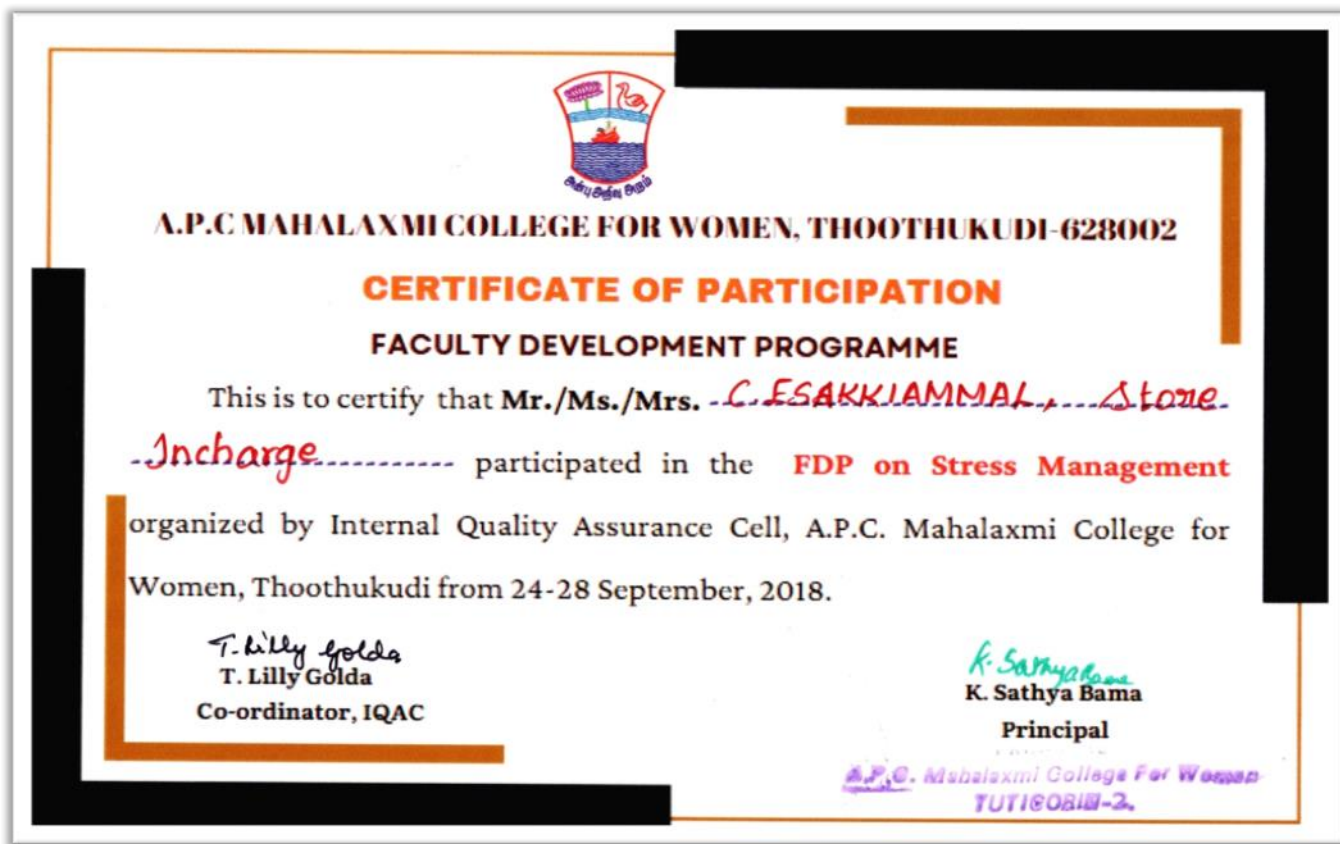 அன்பு அறிவு அறம்
A.P.C MAHALAXMI COLLEGE FOR WOMEN, THOOTHUKUDI-628002
CERTIFICATE OF PARTICIPATION
FACULTY DEVELOPMENT PROGRAMME
This is to certify that Mr./Ms./Mrs. C.ESAKKIAMMAL, Store
Incharge participated in the FDP on Stress Management
organized by Internal Quality Assurance Cell, A.P.C. Mahalaxmi College for
Women, Thoothukudi from 24-28 September, 2018.
T. Lilly Golda
T. Lilly Golda
Co-ordinator, IQAC
K. Sathya Bama
K. Sathya Bama
Principal
A.P.C. Mahalaxmi College For Women
TUTICORIN-2.